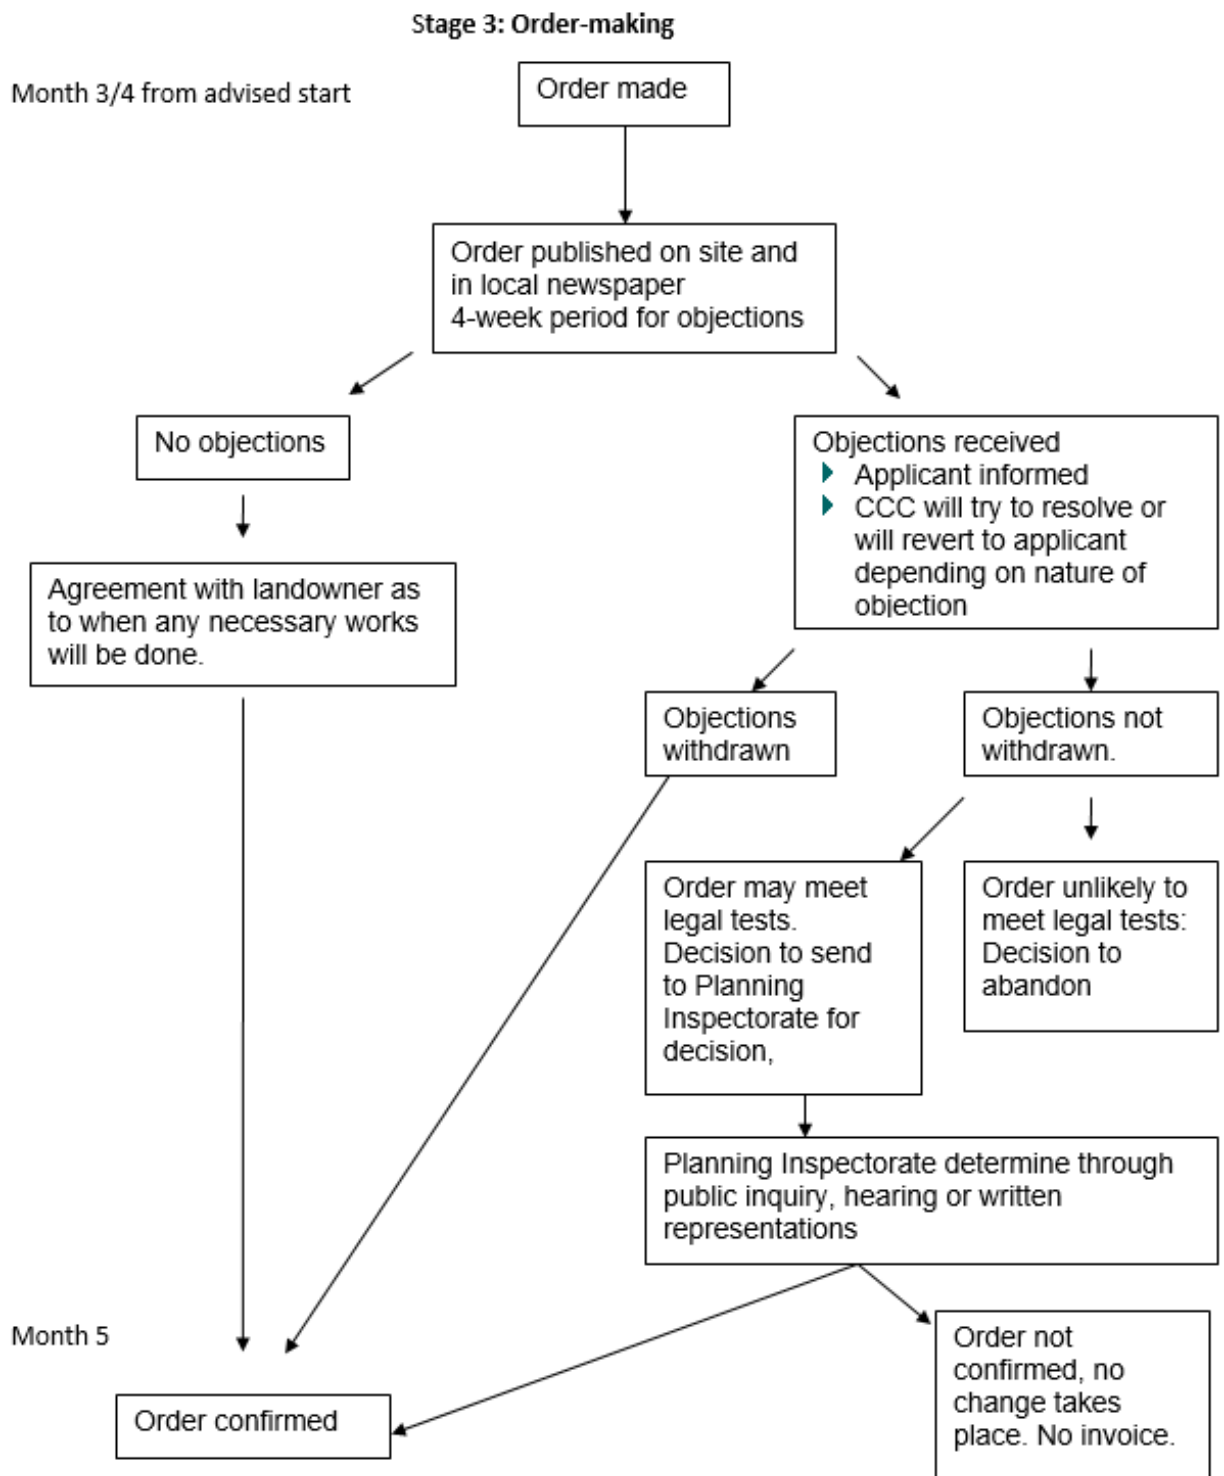 Stage 3: Order-making
Month 3/4 from advised start
Order made
Order published on site and
in local newspaper
4-week period for objections
No objections
Objections received
Applicant informed
CCC will try to resolve or
will revert to applicant
depending on nature of
objection
Agreement with landowner as
to when any necessary works
will be done.
Objections
withdrawn
Objections not
withdrawn.
Order may meet
legal tests.
Decision to send
to Planning
Inspectorate for
decision,
Order unlikely to
meet legal tests:
Decision to
abandon
Planning Inspectorate determine through
public inquiry, hearing or written
representations
Month 5
Order confirmed
Order not
confirmed, no
change takes
place. No invoice.